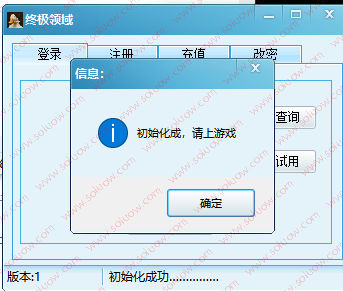 终极领域
登录 注册 充值 改密
信息：
查询
初始化成，请上游戏
试用
确定
版本:1 初始化成功..............
www.soluow.com